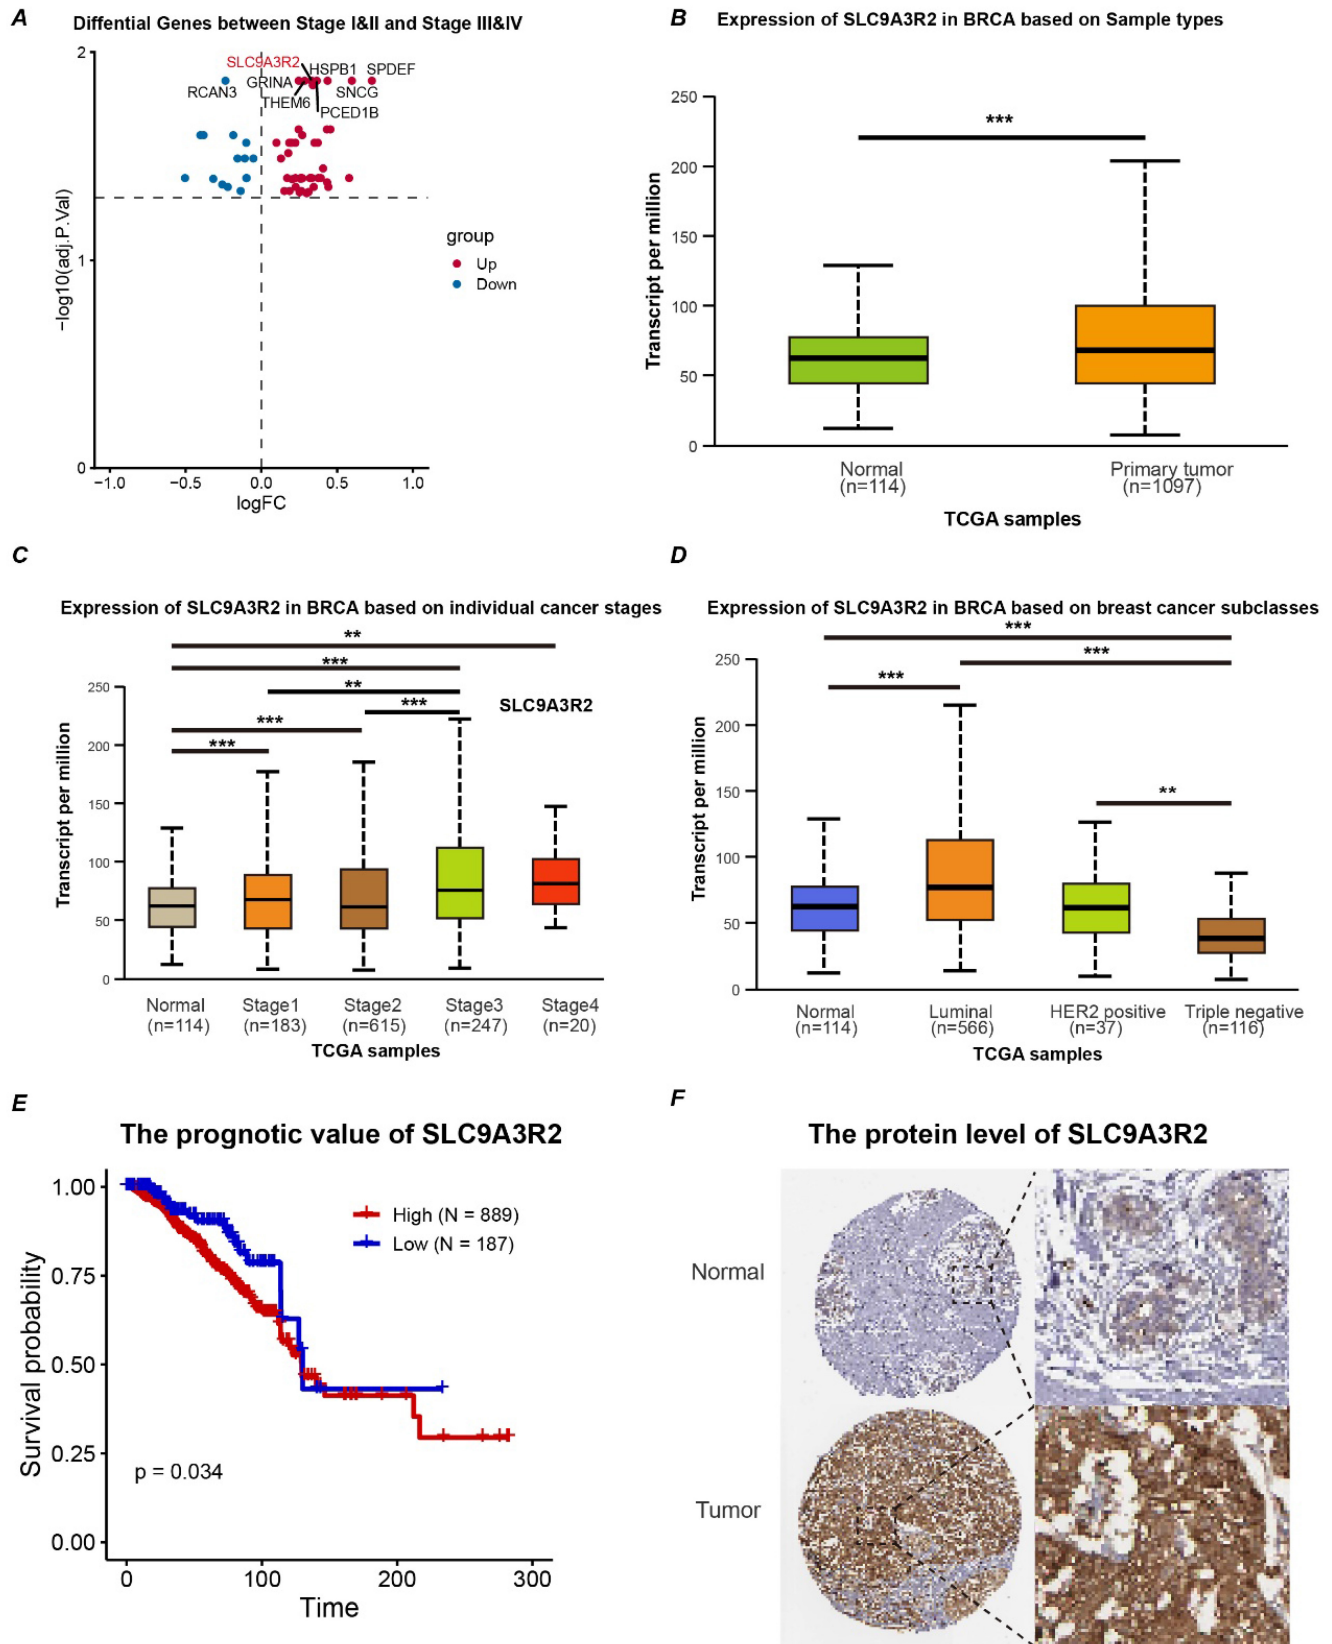 A
Diffential Genes between Stage I&II and Stage III&IV
2
1
0
−log10(adj.P.Val)
SLC9A3R2
HSPB1
SPDEF
RCAN3
GRINA
SNCG
THEM6
PCED1B
group
Up
Down
−1.0
−0.5
0.0
0.5
1.0
logFC
B
Expression of SLC9A3R2 in BRCA based on Sample types
Transcript per million
250
200
150
100
50
0
***
Normal
(n=114)
Primary tumor
(n=1097)
TCGA samples
C
Expression of SLC9A3R2 in BRCA based on individual cancer stages
**
***
**
***
***
***
SLC9A3R2
Transcript per million
250
200
150
100
50
0
Normal
(n=114)
Stage1
(n=183)
Stage2
(n=615)
Stage3
(n=247)
Stage4
(n=20)
TCGA samples
D
Expression of SLC9A3R2 in BRCA based on breast cancer subclasses
***
***
***
**
Transcript per million
250
200
150
100
50
0
Normal
(n=114)
Luminal
(n=566)
HER2 positive
(n=37)
Triple negative
(n=116)
TCGA samples
E
The prognotic value of SLC9A3R2
Survival probability
1.00
0.75
0.50
0.25
0.00
High (N = 889)
Low (N = 187)
p = 0.034
0
100
200
300
Time
F
The protein level of SLC9A3R2
Normal
Tumor